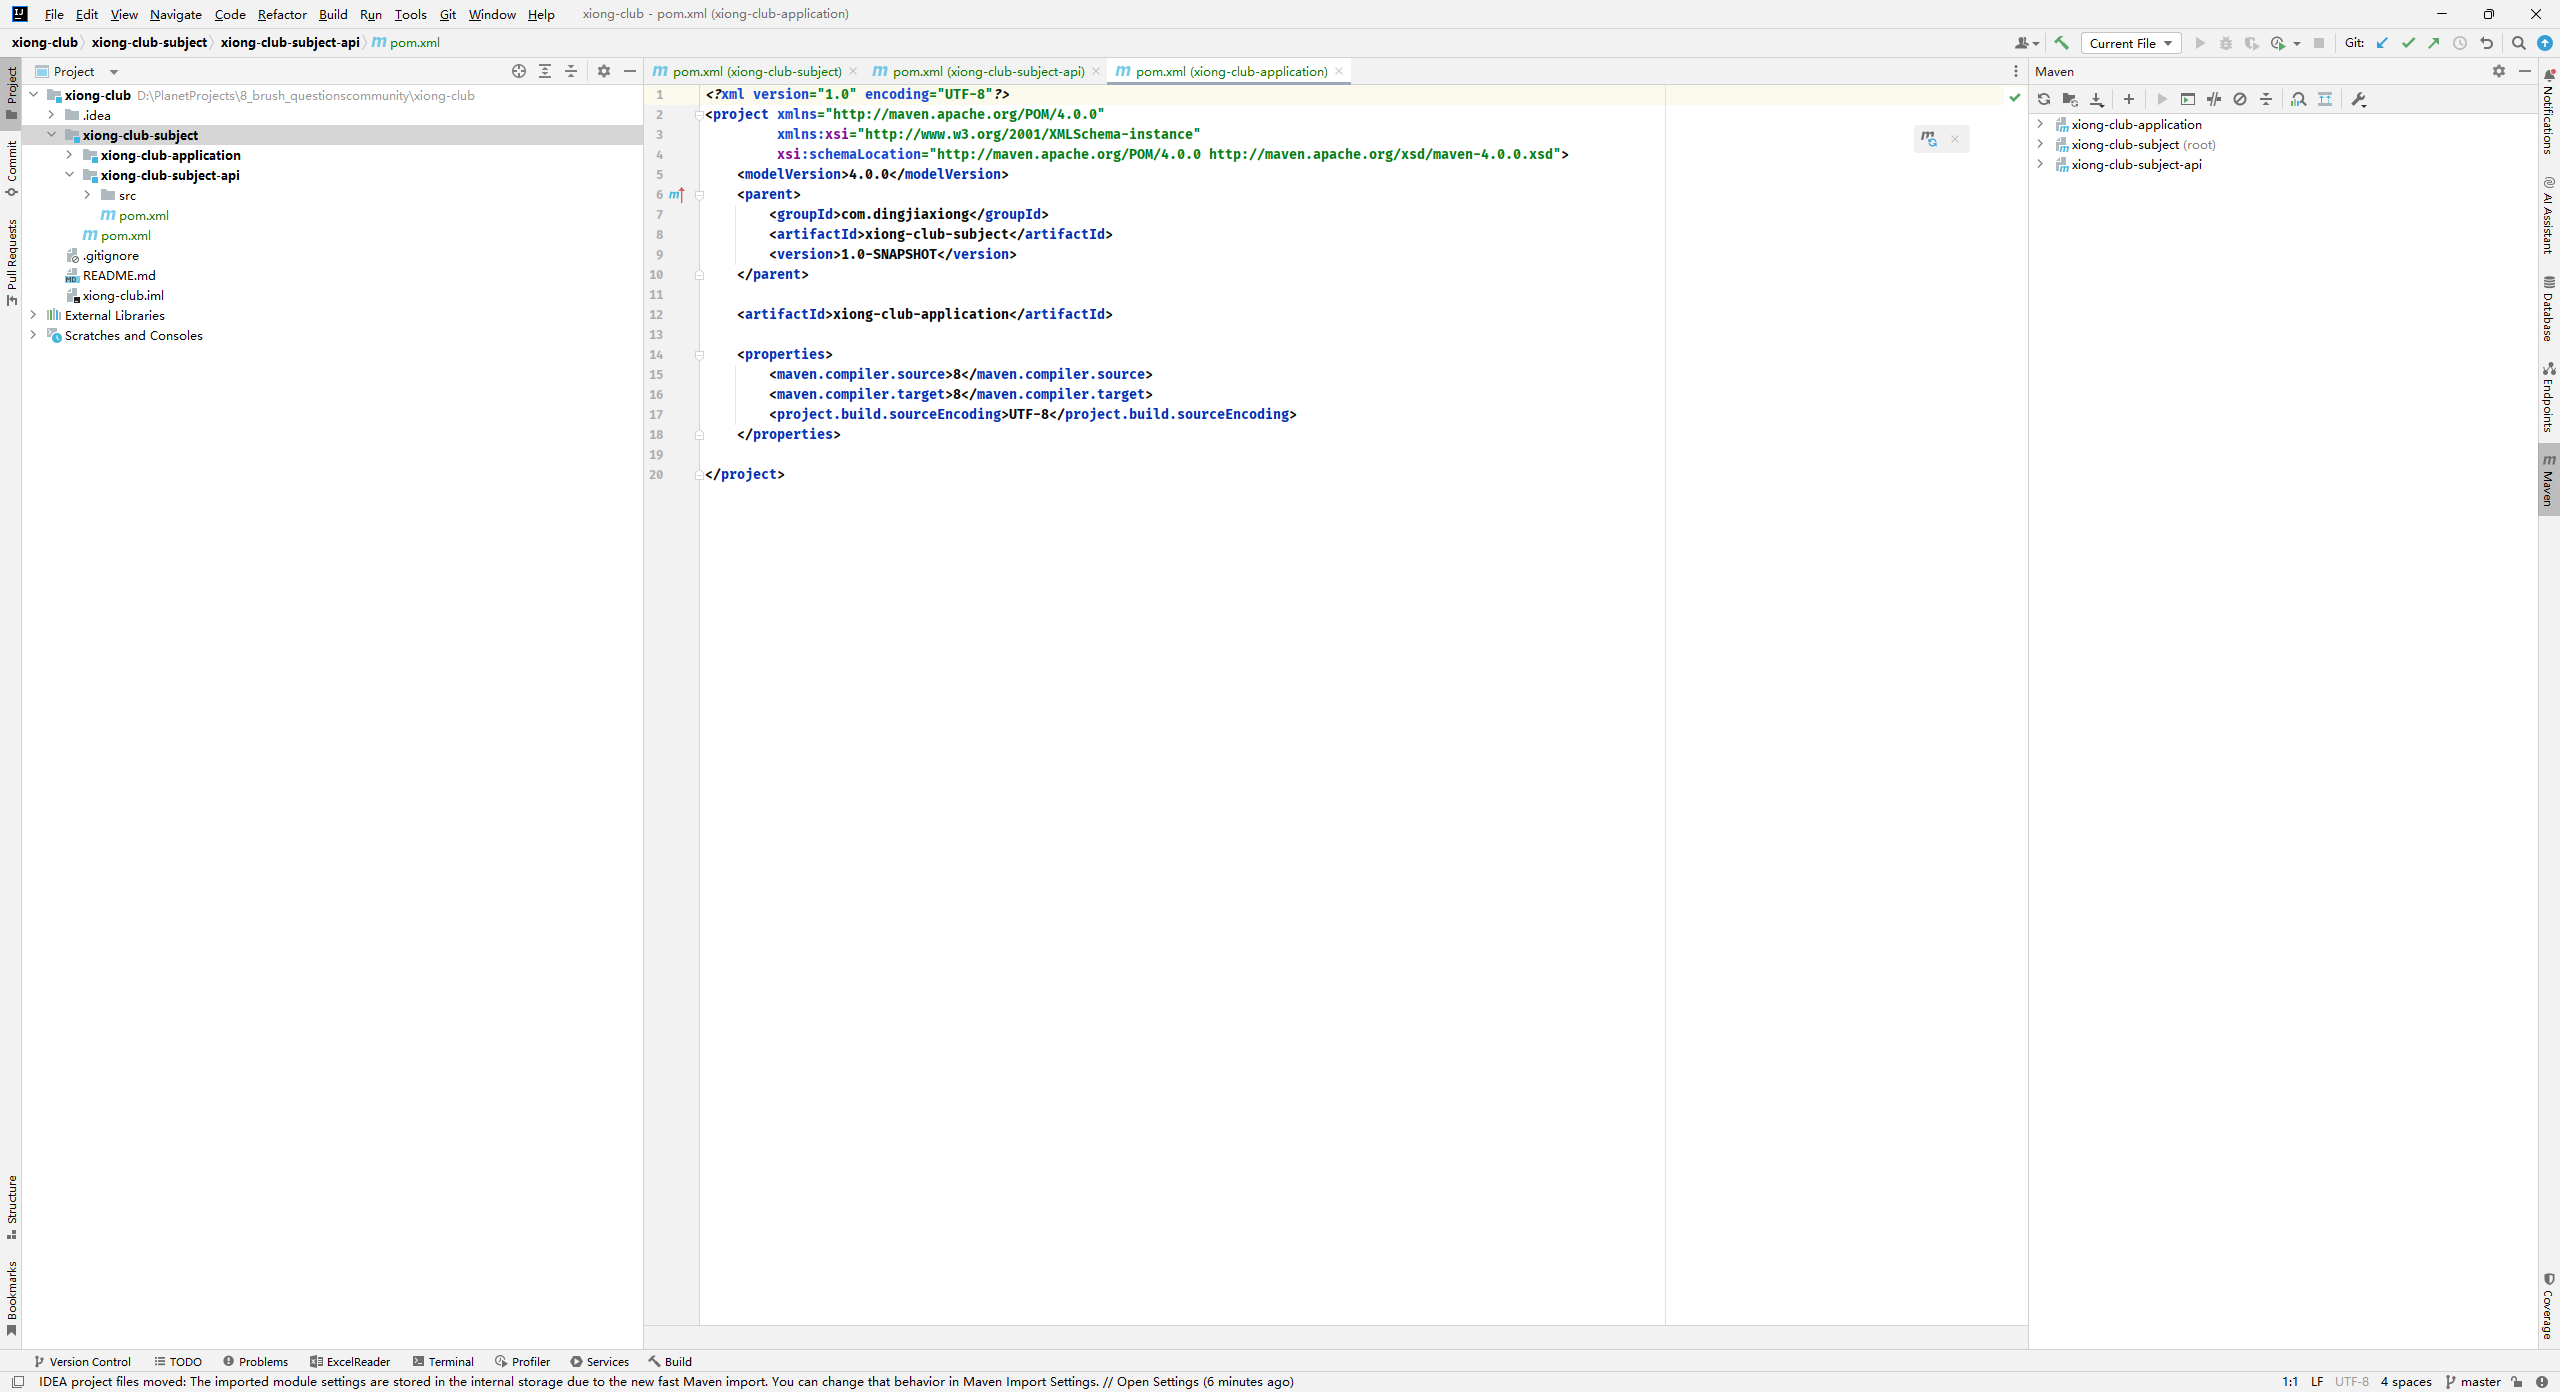 File Edit View Navigate Code Refactor Build Run Tools Git Window Help xiong-club - pom.xml (xiong-club-application)
xiong-club xiong-club-subject xiong-club-subject-api m pom.xml
Current File Git:
Project
pom.xml (xiong-club-subject) pom.xml (xiong-club-subject-api) pom.xml (xiong-club-application)
Maven
Project
Commit
Pull Requests
Structure
Bookmarks
xiong-club D:\PlanetProjects\8_brush_questionscommunity\xiong-club
.idea
xiong-club-subject
xiong-club-application
xiong-club-subject-api
src
pom.xml
pom.xml
.gitignore
README.md
xiong-club.iml
External Libraries
Scratches and Consoles
1 <?xml version="1.0" encoding="UTF-8"?>
2 <project xmlns="http://maven.apache.org/POM/4.0.0"
3 xmlns:xsi="http://www.w3.org/2001/XMLSchema-instance"
4 xsi:schemaLocation="http://maven.apache.org/POM/4.0.0 http://maven.apache.org/xsd/maven-4.0.0.xsd">
5 <modelVersion>4.0.0</modelVersion>
6 <parent>
7 <groupId>com.dingjiaxiong</groupId>
8 <artifactId>xiong-club-subject</artifactId>
9 <version>1.0-SNAPSHOT</version>
10 </parent>
11
12 <artifactId>xiong-club-application</artifactId>
13
14 <properties>
15 <maven.compiler.source>8</maven.compiler.source>
16 <maven.compiler.target>8</maven.compiler.target>
17 <project.build.sourceEncoding>UTF-8</project.build.sourceEncoding>
18 </properties>
19
20 </project>
xiong-club-application
xiong-club-subject (root)
xiong-club-subject-api
Notifications
AI Assistant
Database
Endpoints
Maven
Coverage
Version Control TODO Problems ExcelReader Terminal Profiler Services Build
IDEA project files moved: The imported module settings are stored in the internal storage due to the new fast Maven import. You can change that behavior in Maven Import Settings. // Open Settings (6 minutes ago)
1:1 LF UTF-8 4 spaces master